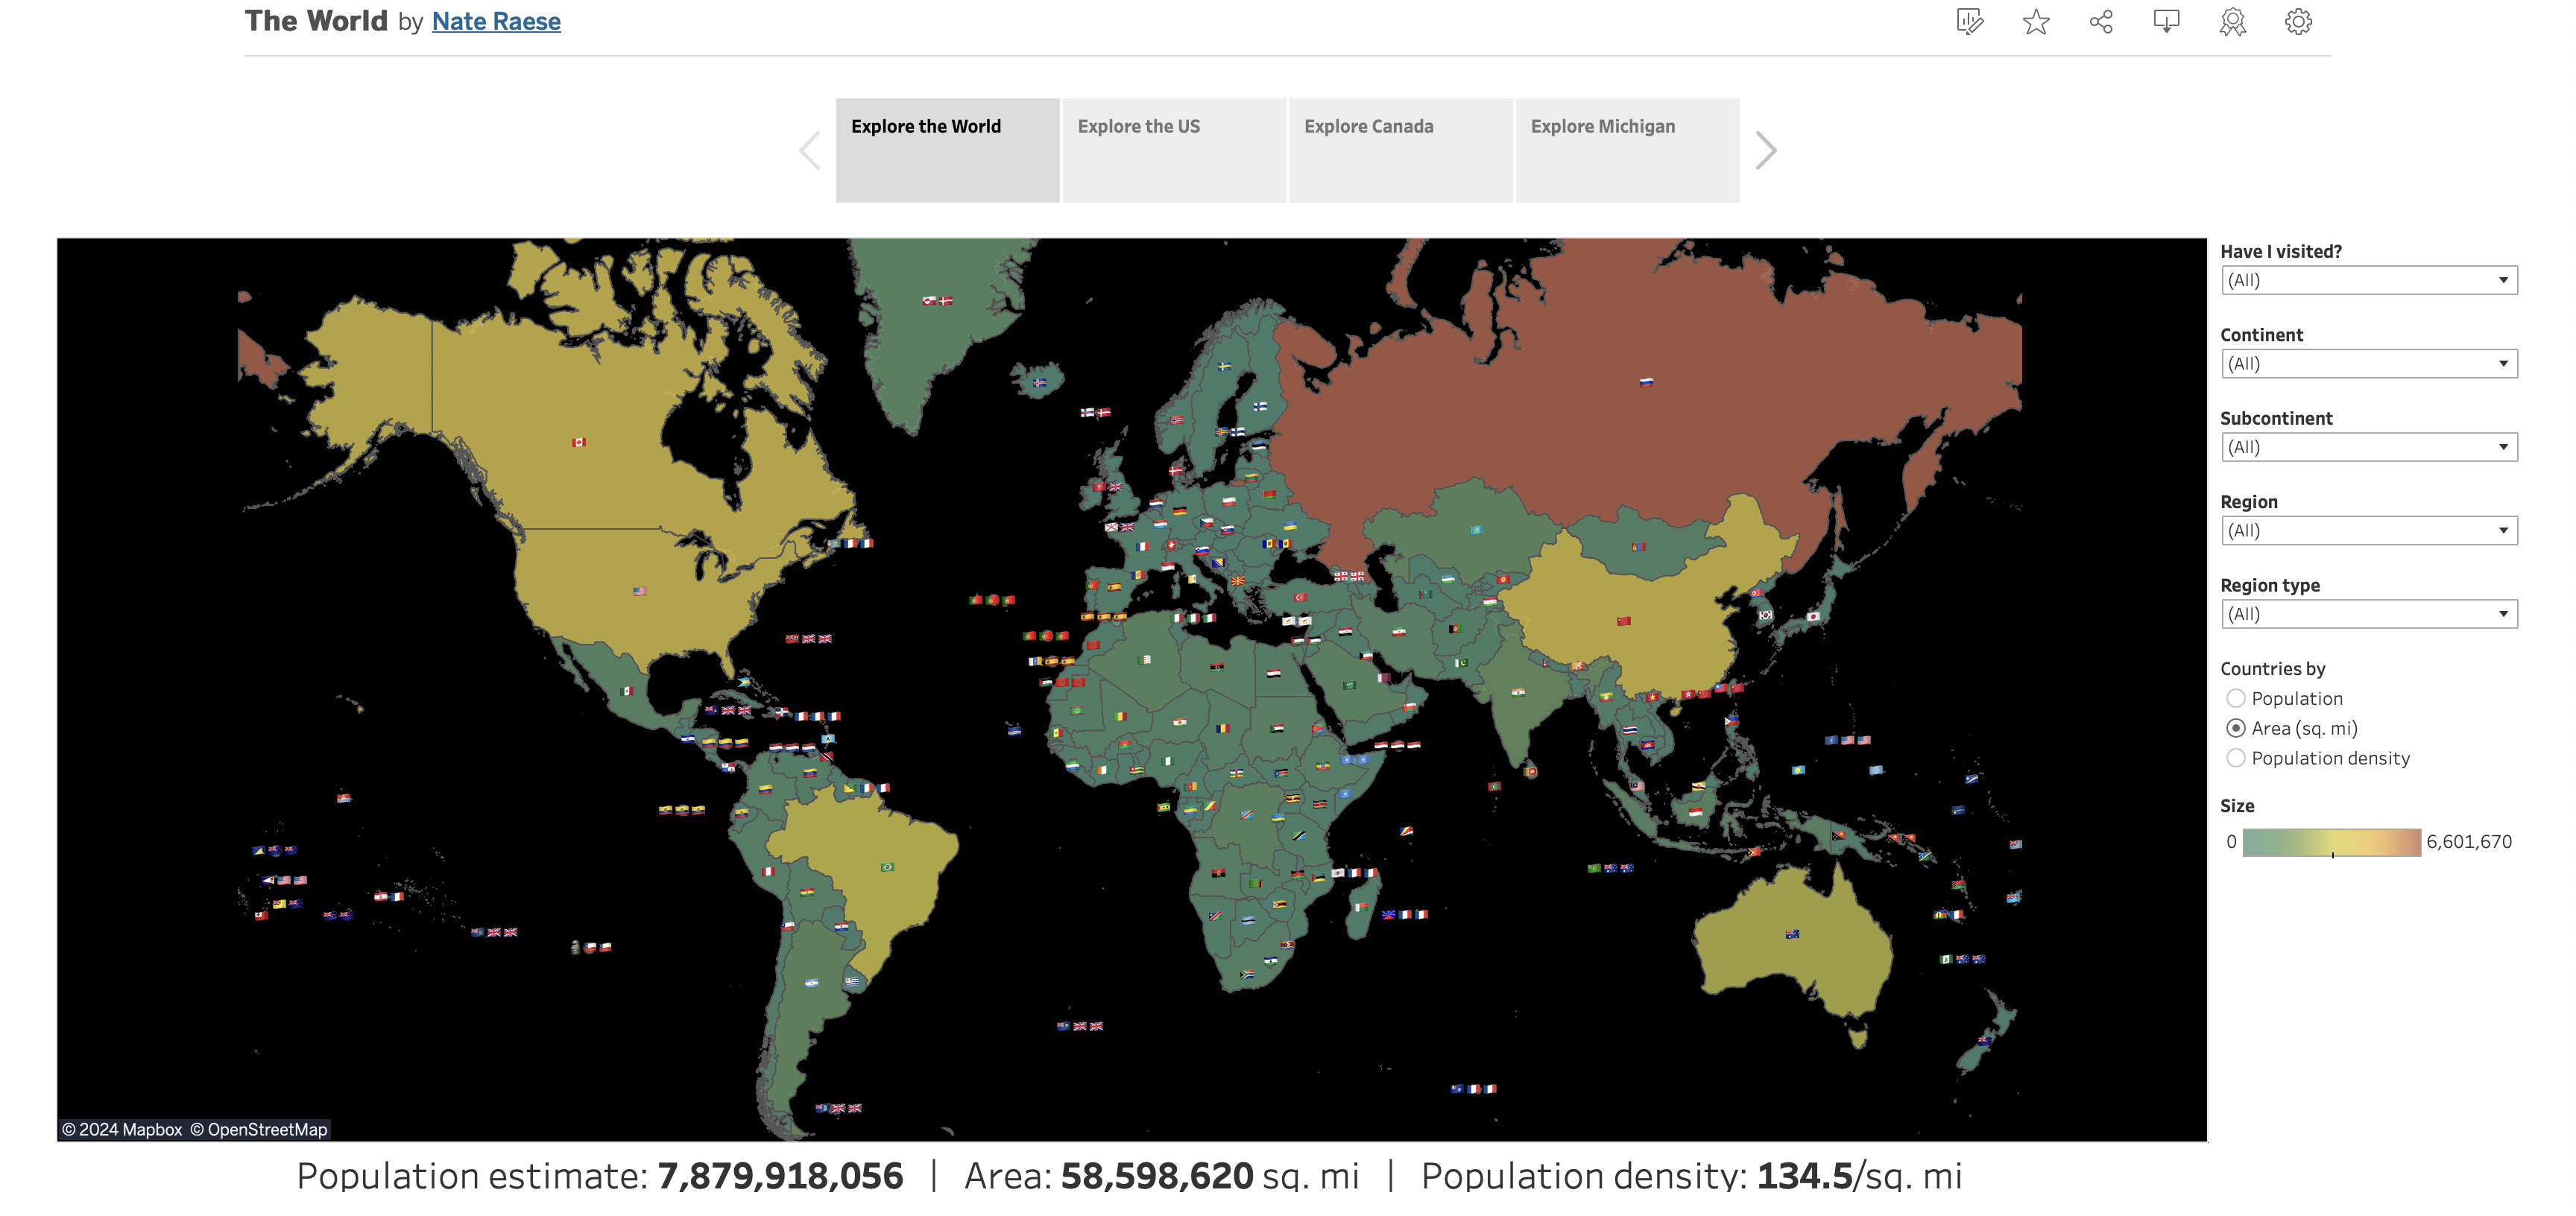 The World by Nate Raese
Explore the World
Explore the US
Explore Canada
Explore Michigan
Have I visited?
(All)
Continent
(All)
Subcontinent
(All)
Region
(All)
Region type
(All)
Countries by
Population
Area (sq. mi)
Population density
Size
0
6,601,670
© 2024 Mapbox © OpenStreetMap
Population estimate: 7,879,918,056 | Area: 58,598,620 sq. mi | Population density: 134.5/sq. mi